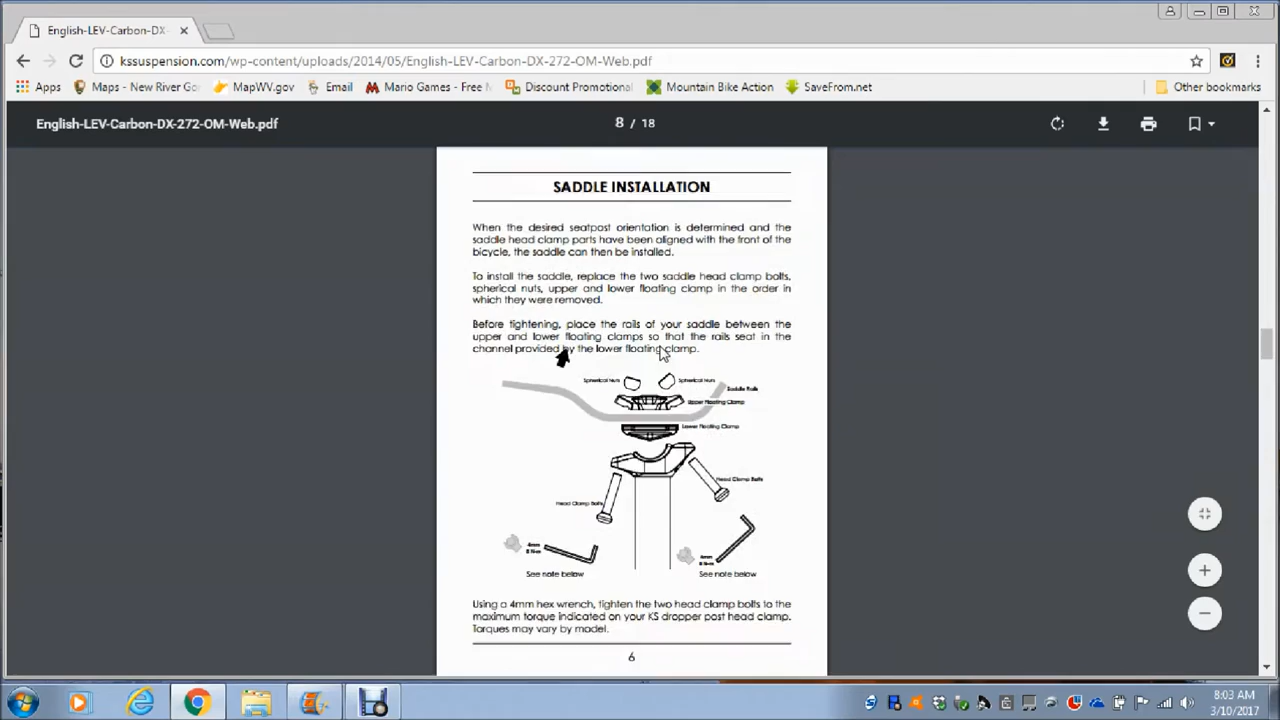 English-LEV-Carbon-DX-
kssuspension.com/wp-content/uploads/2014/05/English-LEV-Carbon-DX-272-OM-Web.pdf
Apps Maps - New River Go MapWV.gov Email Mario Games - Free N Discount Promotional Mountain Bike Action SaveFrom.net Other bookmarks
English-LEV-Carbon-DX-272-OM-Web.pdf 8 / 18
SADDLE INSTALLATION
When the desired seatpost orientation is determined and the
saddle head clamp parts have been aligned with the front of the
bicycle, the saddle can then be installed.
To install the saddle, replace the two saddle head clamp bolts,
spherical nuts, upper and lower floating clamp in the order in
which they were removed.
Before tightening, place the rails of your saddle between the
upper and lower floating clamps so that the rails seat in the
channel provided by the lower floating clamp.
Spherical Nuts Spherical Nuts
Saddle Rails
Upper Floating Clamp
Lower Floating Clamp
Head Clamp Bolts
Head Clamp Bolts
4mm 4mm
8 N·m 8 N·m
See note below See note below
Using a 4mm hex wrench, tighten the two head clamp bolts to the
maximum torque indicated on your KS dropper post head clamp.
Torques may vary by model.
6
8:03 AM
3/10/2017